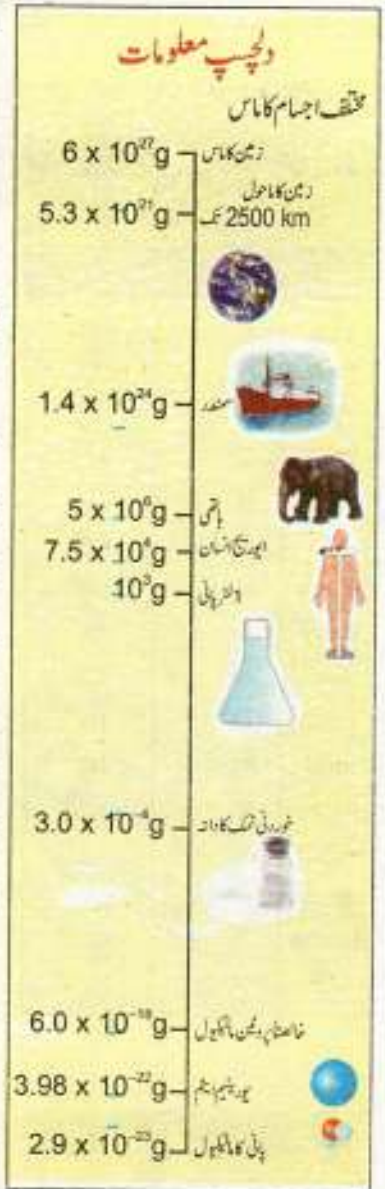 دلچسپ معلومات
مختلف اجسام کا ماس
6 x 10²⁷g زمین کا ماس
زمین کا ماحول
5.3 x 10²¹g 2500 km تک
1.4 x 10²⁴g سمندر
5 x 10⁶g ہاتھی
7.5 x 10⁴g ایوریج انسان
10³g لٹر پانی
3.0 x 10⁻⁴g خوردنی نمک کا دانہ
6.0 x 10⁻¹⁸g پروٹین مالیکیول
3.98 x 10⁻²²g یورینیم ایٹم
2.9 x 10⁻²³g پانی کا مالیکیول